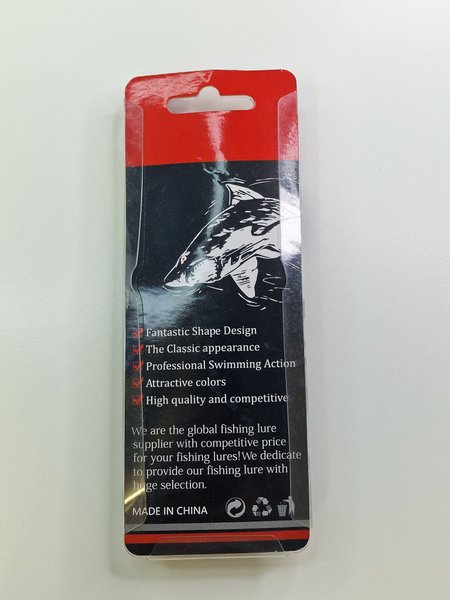 Fantastic Shape Design
The Classic appearance
Professional Swimming Action
Attractive colors
High quality and competitive
We are the global fishing lure
supplier with competitive price
for your fishing lures!We dedicate
to provide our fishing lure with
huge selection.
MADE IN CHINA